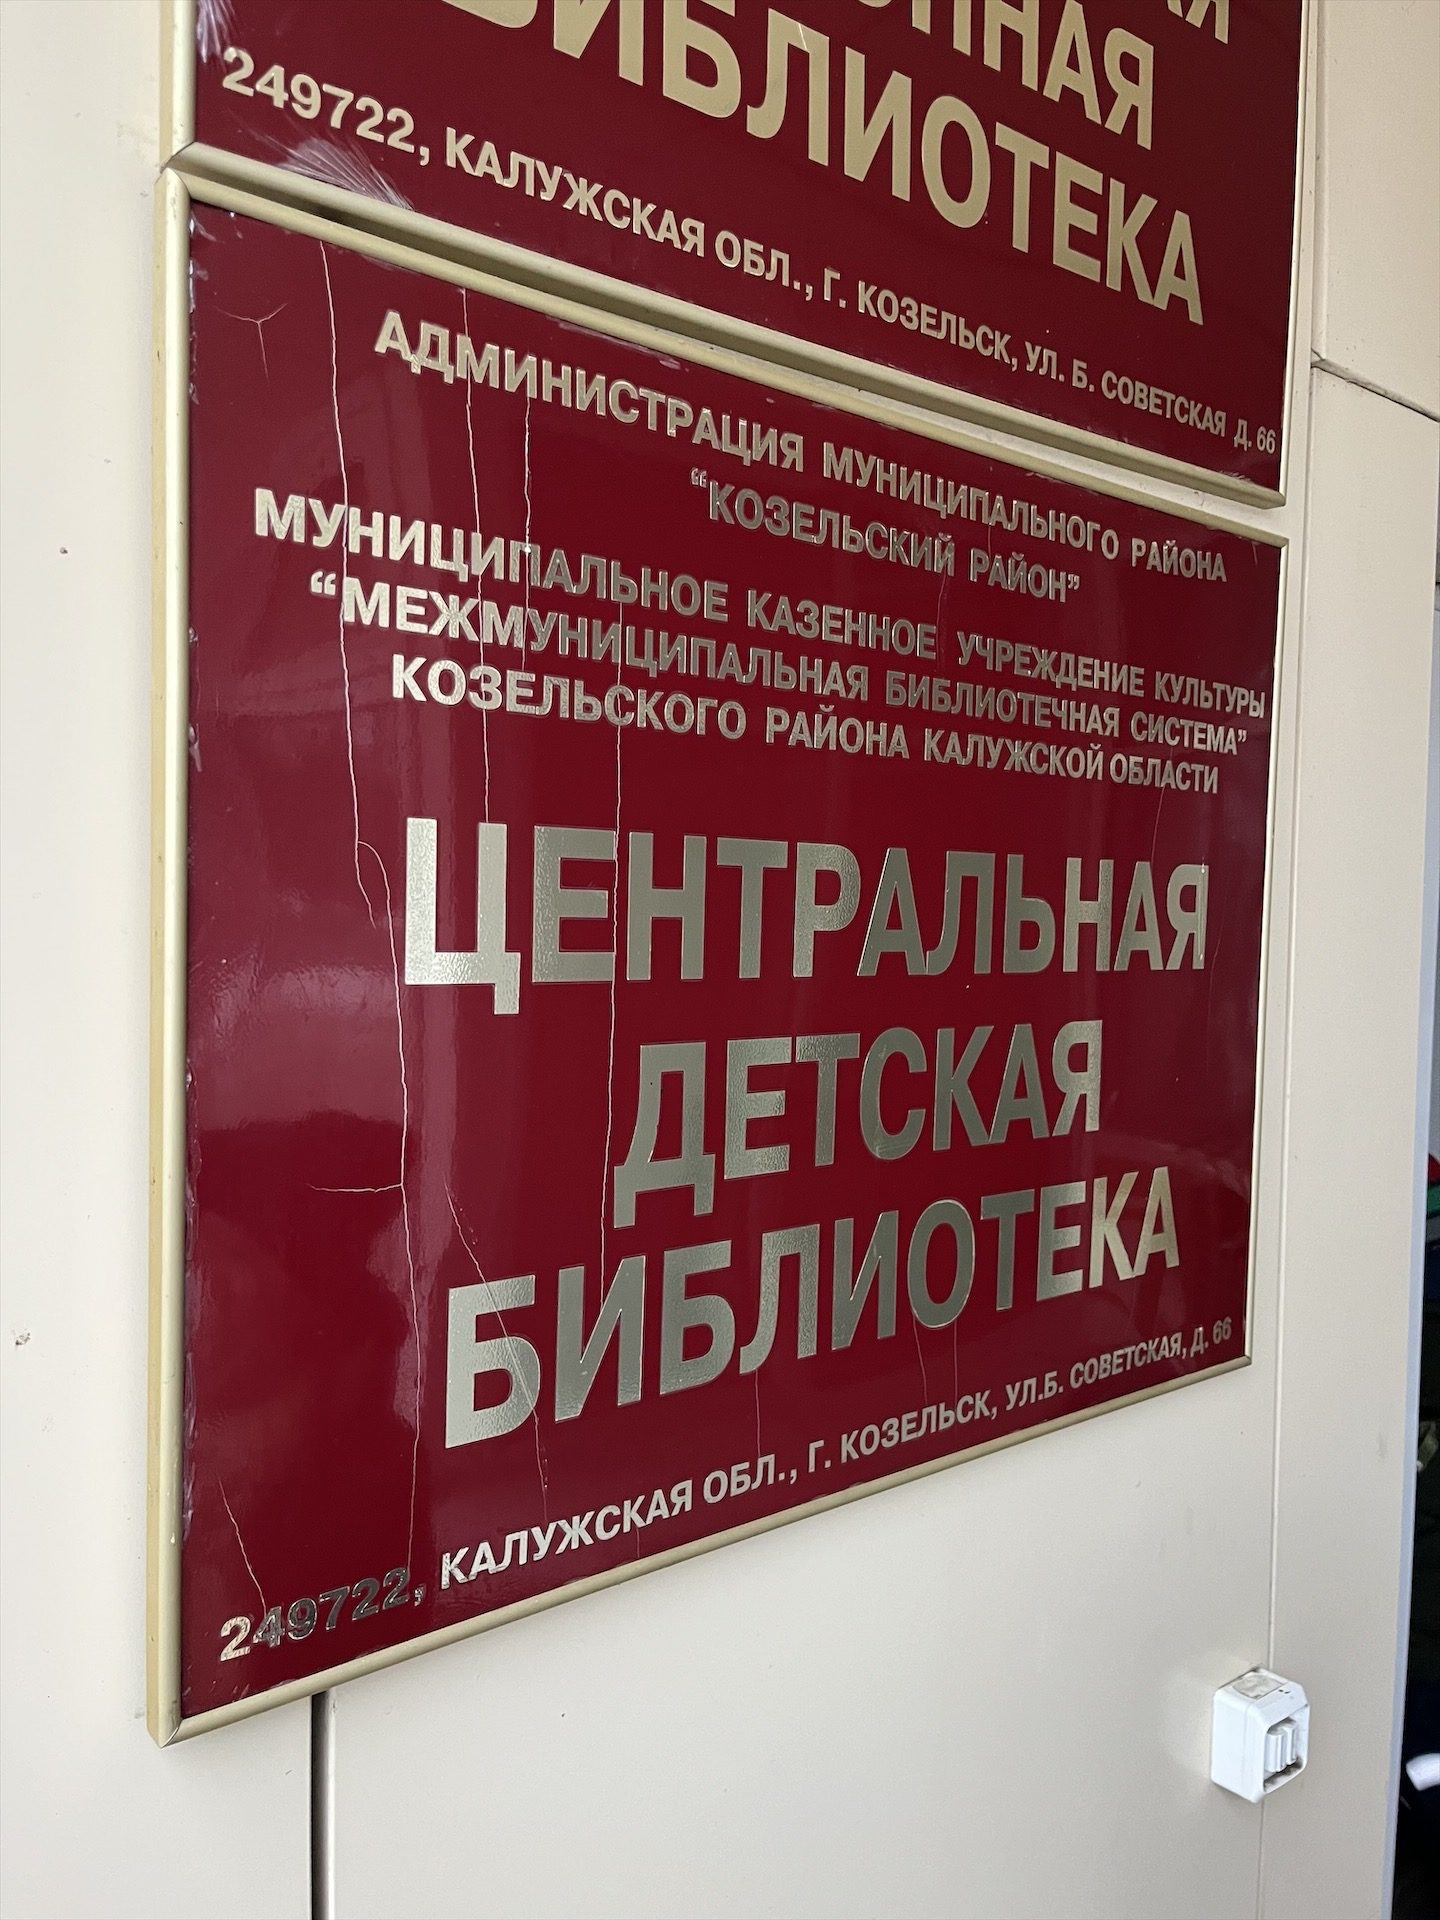 БИБЛИОТЕКА
249722, КАЛУЖСКАЯ ОБЛ., Г. КОЗЕЛЬСК, УЛ. Б. СОВЕТСКАЯ Д. 66
АДМИНИСТРАЦИЯ МУНИЦИПАЛЬНОГО РАЙОНА
“КОЗЕЛЬСКИЙ РАЙОН”
МУНИЦИПАЛЬНОЕ КАЗЕННОЕ УЧРЕЖДЕНИЕ КУЛЬТУРЫ
“МЕЖМУНИЦИПАЛЬНАЯ БИБЛИОТЕЧНАЯ СИСТЕМА”
КОЗЕЛЬСКОГО РАЙОНА КАЛУЖСКОЙ ОБЛАСТИ
ЦЕНТРАЛЬНАЯ
ДЕТСКАЯ
БИБЛИОТЕКА
249722, КАЛУЖСКАЯ ОБЛ., Г. КОЗЕЛЬСК, УЛ.Б. СОВЕТСКАЯ, Д. 66